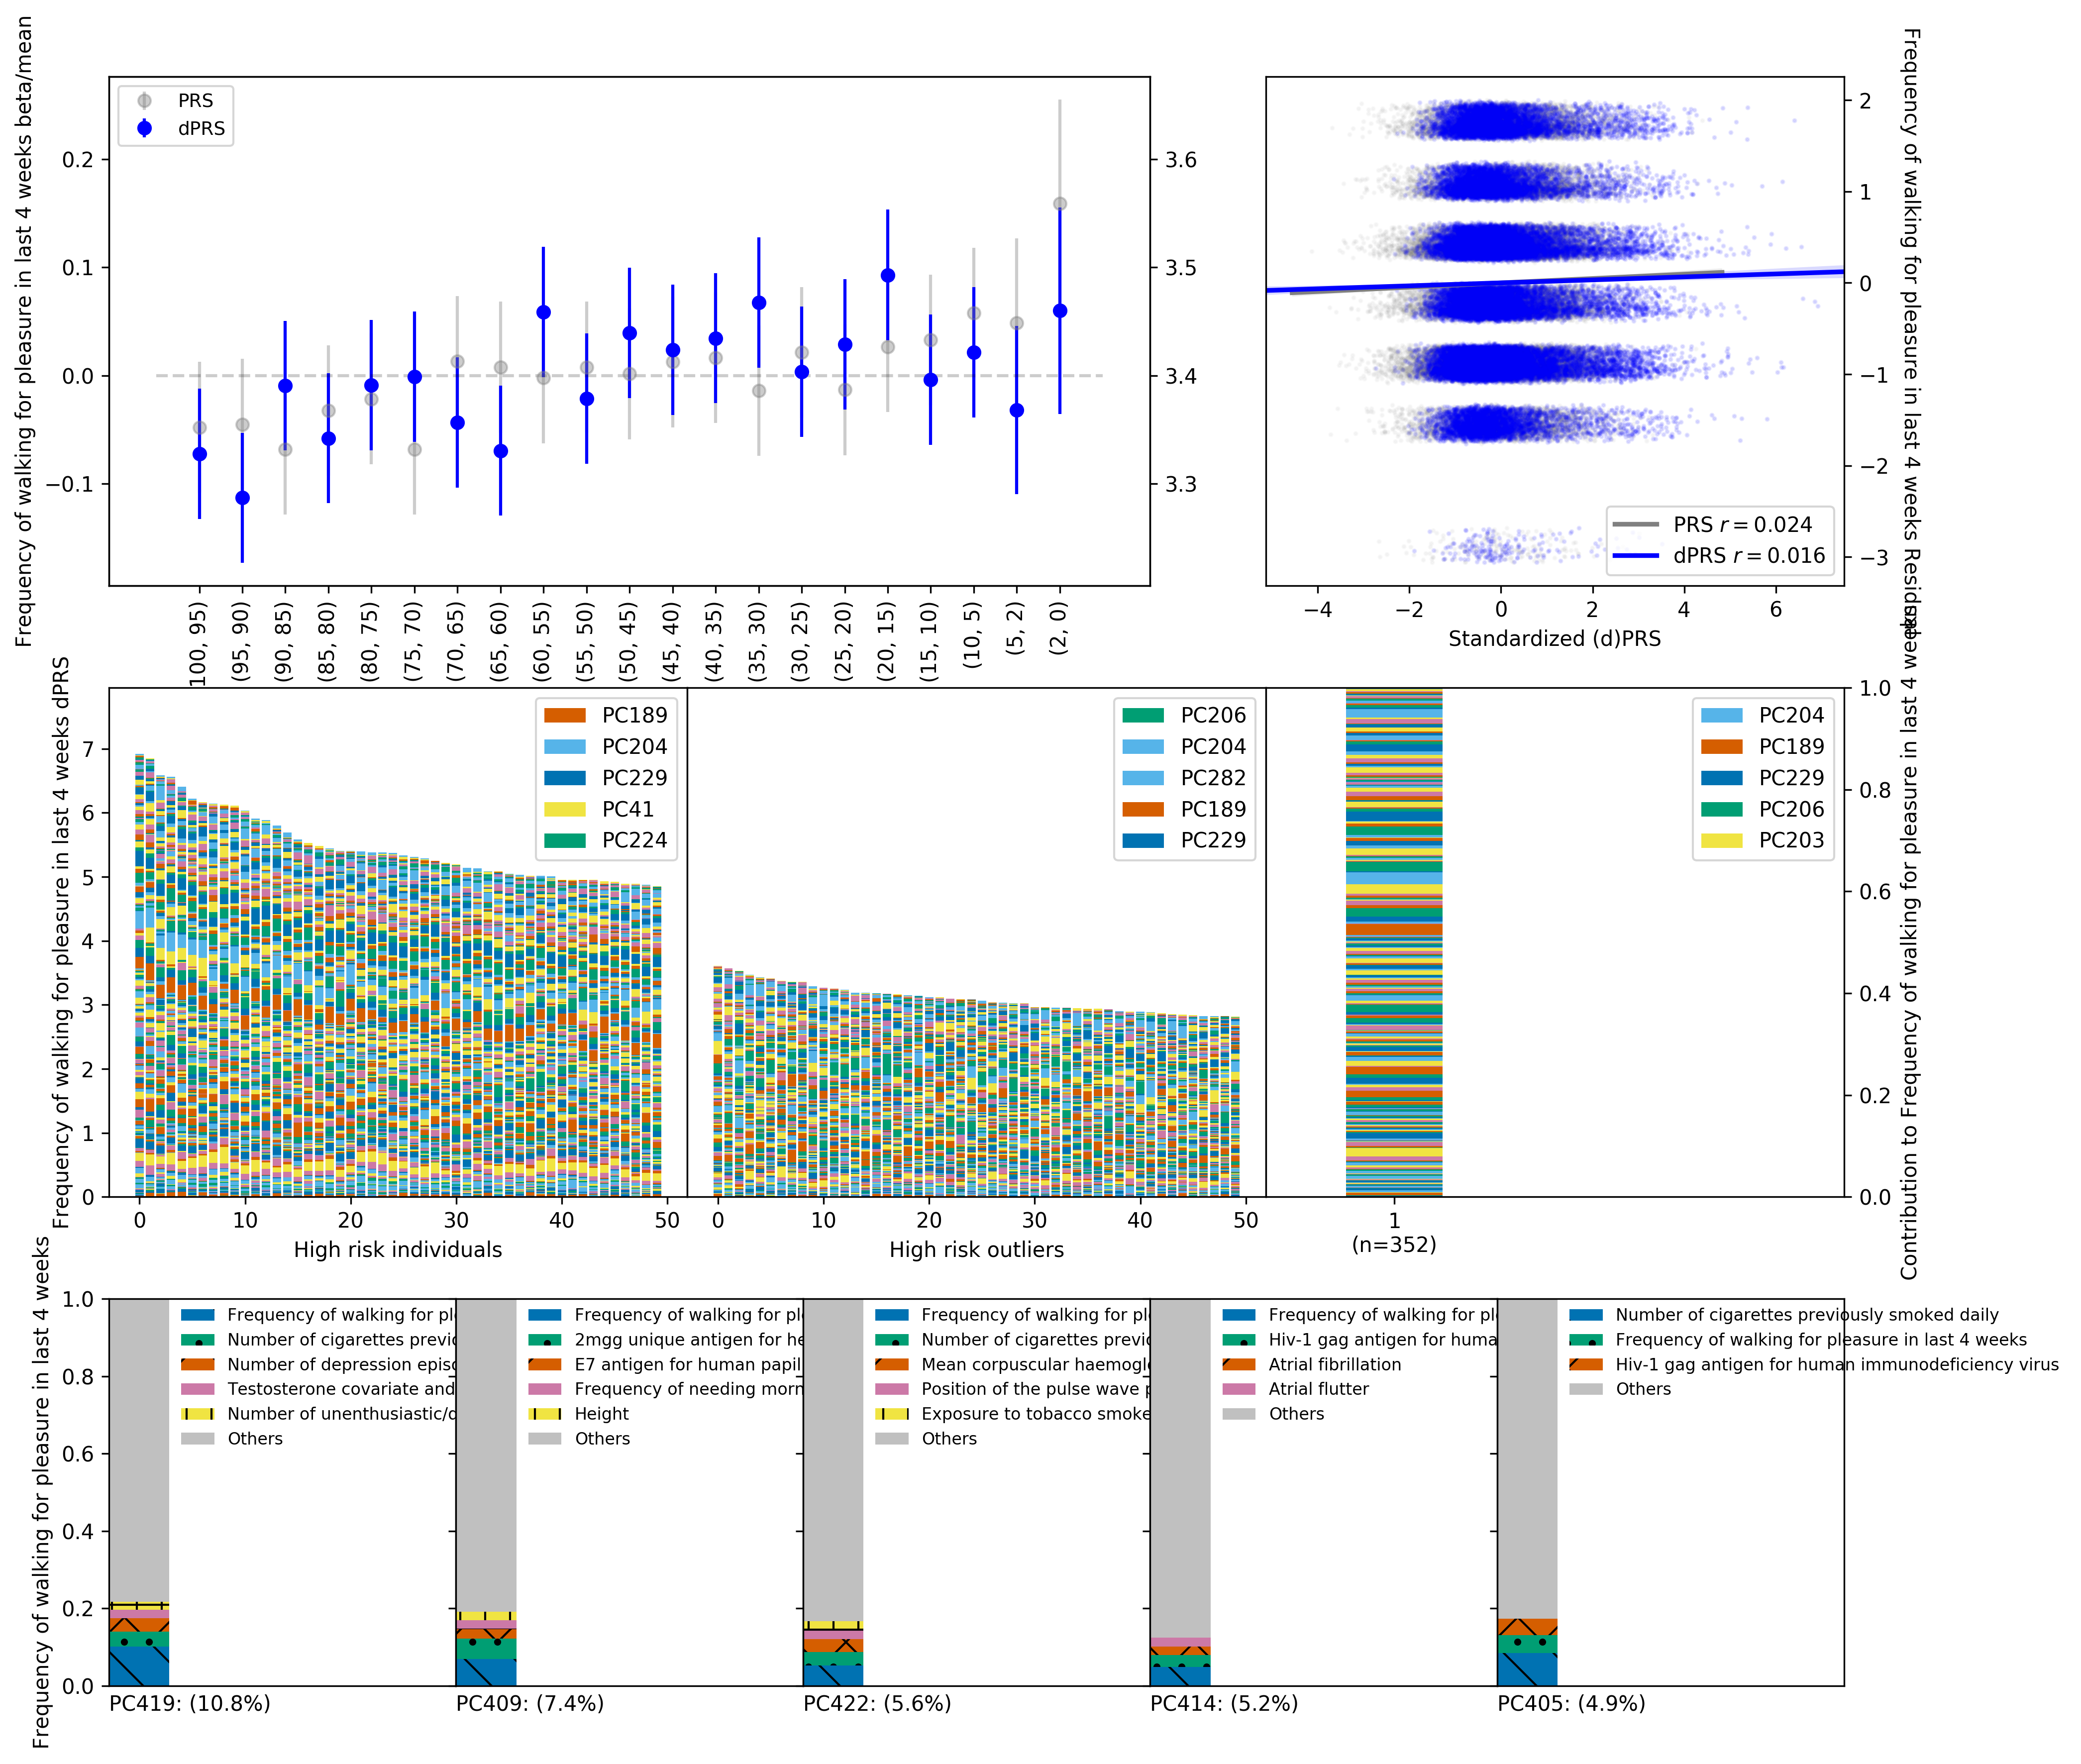 Frequency of walking for pleasure in last 4 weeks beta/mean
PRS
dPRS
0.2
0.1
0.0
−0.1
3.6
3.5
3.4
3.3
100, 95)
(95, 90)
(90, 85)
(85, 80)
(80, 75)
(75, 70)
(70, 65)
(65, 60)
(60, 55)
(55, 50)
(50, 45)
(45, 40)
(40, 35)
(35, 30)
(30, 25)
(25, 20)
(20, 15)
(15, 10)
(10, 5)
(5, 2)
(2, 0)
PRS r = 0.024
dPRS r = 0.016
2
1
0
−1
−2
−3
−4
−2
0
2
4
6
Standardized (d)PRS
Frequency of walking for pleasure in last 4 weeks Residual
Frequency of walking for pleasure in last 4 weeks dPRS
7
6
5
4
3
2
1
0
PC189
PC204
PC229
PC41
PC224
0
10
20
30
40
50
High risk individuals
PC206
PC204
PC282
PC189
PC229
0
10
20
30
40
50
High risk outliers
PC204
PC189
PC229
PC206
PC203
1
(n=352)
1.0
0.8
0.6
0.4
0.2
0.0
Contribution to Frequency of walking for pleasure in last 4 weeks
Frequency of walking for pleasure in last 4 weeks
1.0
0.8
0.6
0.4
0.2
0.0
Frequency of walking for ple
Number of cigarettes previo
Number of depression episo
Testosterone covariate and
Number of unenthusiastic/d
Others
PC419: (10.8%)
Frequency of walking for ple
2mgg unique antigen for he
E7 antigen for human papil
Frequency of needing morn
Height
Others
PC409: (7.4%)
Frequency of walking for ple
Number of cigarettes previo
Mean corpuscular haemoglo
Position of the pulse wave p
Exposure to tobacco smoke
Others
PC422: (5.6%)
Frequency of walking for ple
Hiv-1 gag antigen for huma
Atrial fibrillation
Atrial flutter
Others
PC414: (5.2%)
Number of cigarettes previously smoked daily
Frequency of walking for pleasure in last 4 weeks
Hiv-1 gag antigen for human immunodeficiency virus
Others
PC405: (4.9%)